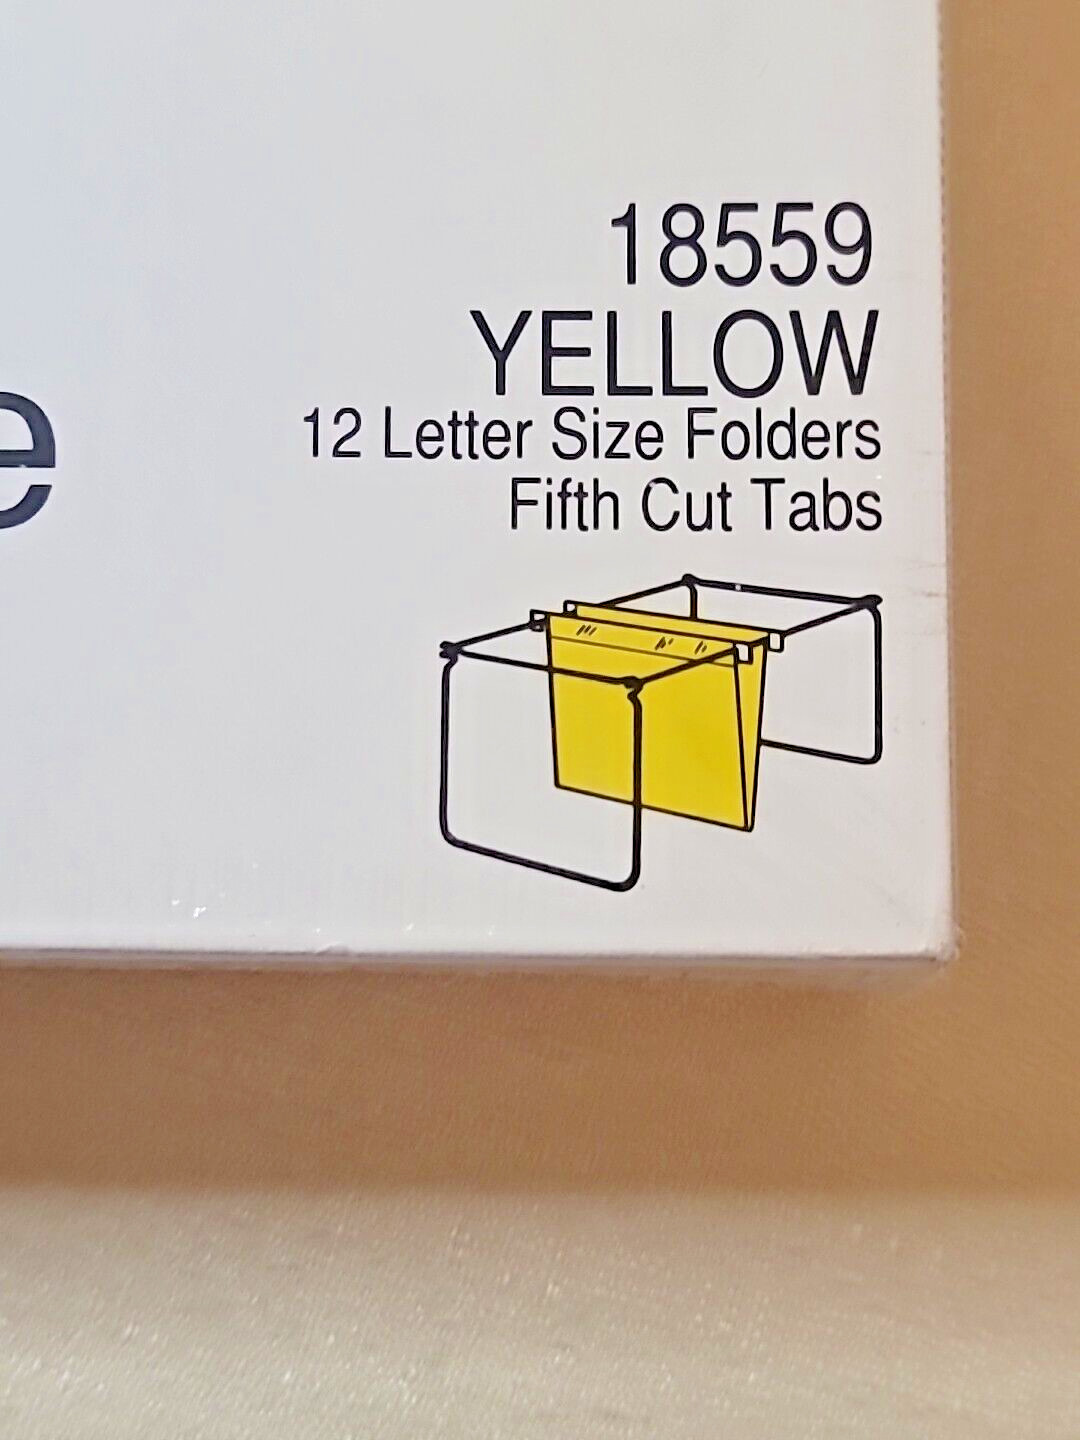 18559
YELLOW
12 Letter Size Folders
Fifth Cut Tabs